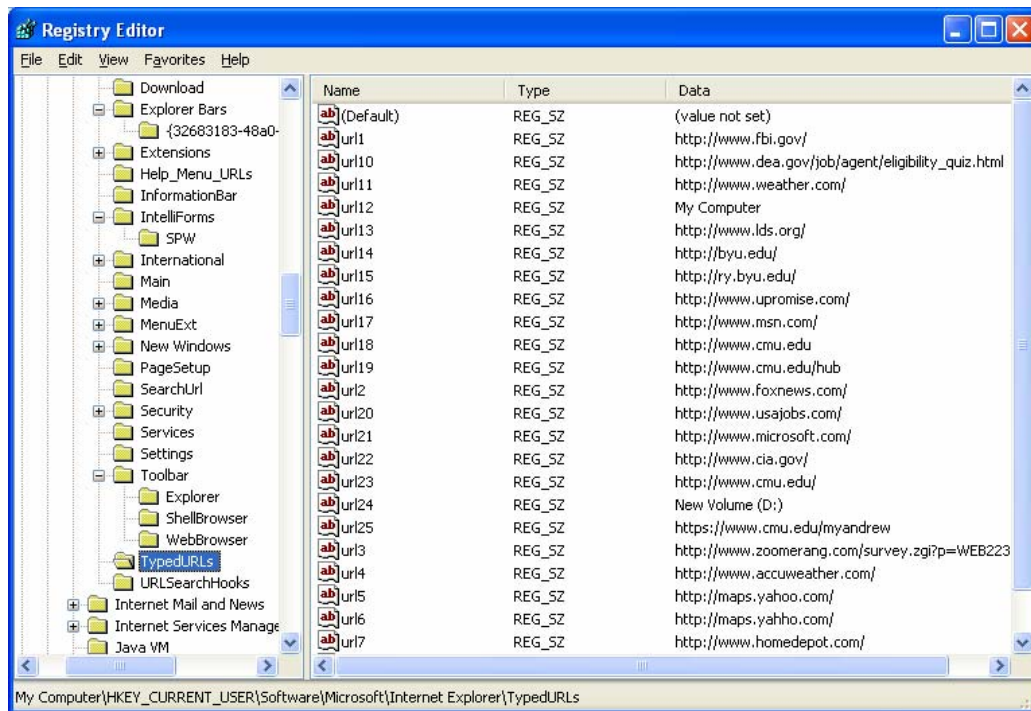 Registry Editor
File Edit View Favorites Help
Download
Explorer Bars
{32683183-48a0-
Extensions
Help_Menu_URLs
InformationBar
IntelliForms
SPW
International
Main
Media
MenuExt
New Windows
PageSetup
SearchUrl
Security
Services
Settings
Toolbar
Explorer
ShellBrowser
WebBrowser
TypedURLs
URLSearchHooks
Internet Mail and News
Internet Services Manage
Java VM
Name Type Data
(Default) REG_SZ (value not set)
url1 REG_SZ http://www.fbi.gov/
url10 REG_SZ http://www.dea.gov/job/agent/eligibility_quiz.html
url11 REG_SZ http://www.weather.com/
url12 REG_SZ My Computer
url13 REG_SZ http://www.lds.org/
url14 REG_SZ http://byu.edu/
url15 REG_SZ http://ry.byu.edu/
url16 REG_SZ http://www.upromise.com/
url17 REG_SZ http://www.msn.com/
url18 REG_SZ http://www.cmu.edu
url19 REG_SZ http://www.cmu.edu/hub
url2 REG_SZ http://www.foxnews.com/
url20 REG_SZ http://www.usajobs.com/
url21 REG_SZ http://www.microsoft.com/
url22 REG_SZ http://www.cia.gov/
url23 REG_SZ http://www.cmu.edu/
url24 REG_SZ New Volume (D:)
url25 REG_SZ https://www.cmu.edu/myandrew
url3 REG_SZ http://www.zoomerang.com/survey.zgi?p=WEB223
url4 REG_SZ http://www.accuweather.com/
url5 REG_SZ http://maps.yahoo.com/
url6 REG_SZ http://maps.yahho.com/
url7 REG_SZ http://www.homedepot.com/
My Computer\HKEY_CURRENT_USER\Software\Microsoft\Internet Explorer\TypedURLs